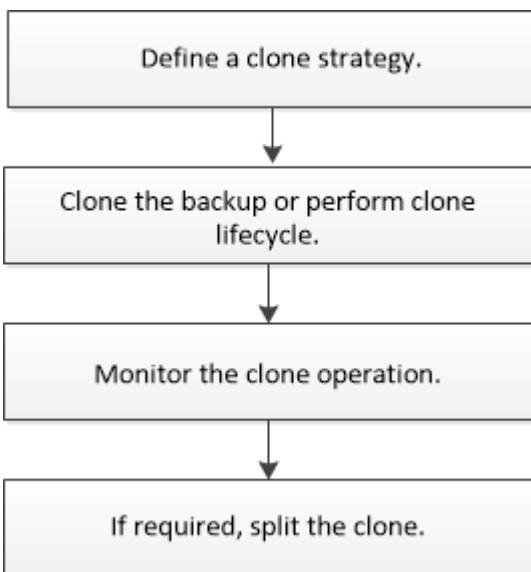 Define a clone strategy.
Clone the backup or perform clone
lifecycle.
Monitor the clone operation.
If required, split the clone.